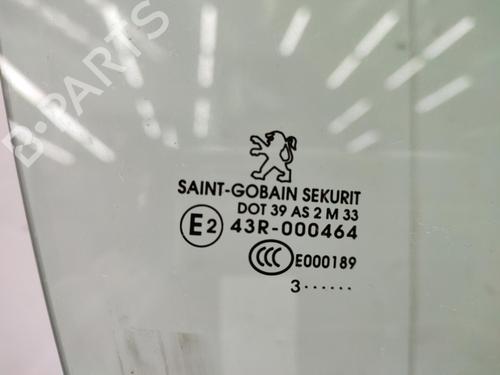 B-PARTS
SAINT-GOBAIN SEKURIT
DOT 39 AS 2 M 33
E2 43R-000464
CCC E000189
3······